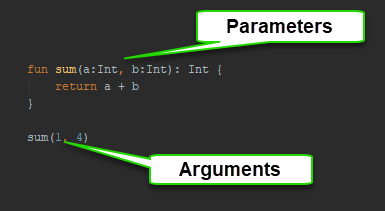 Parameters
fun sum(a:Int, b:Int): Int {
    return a + b
}
sum(1, 4)
Arguments